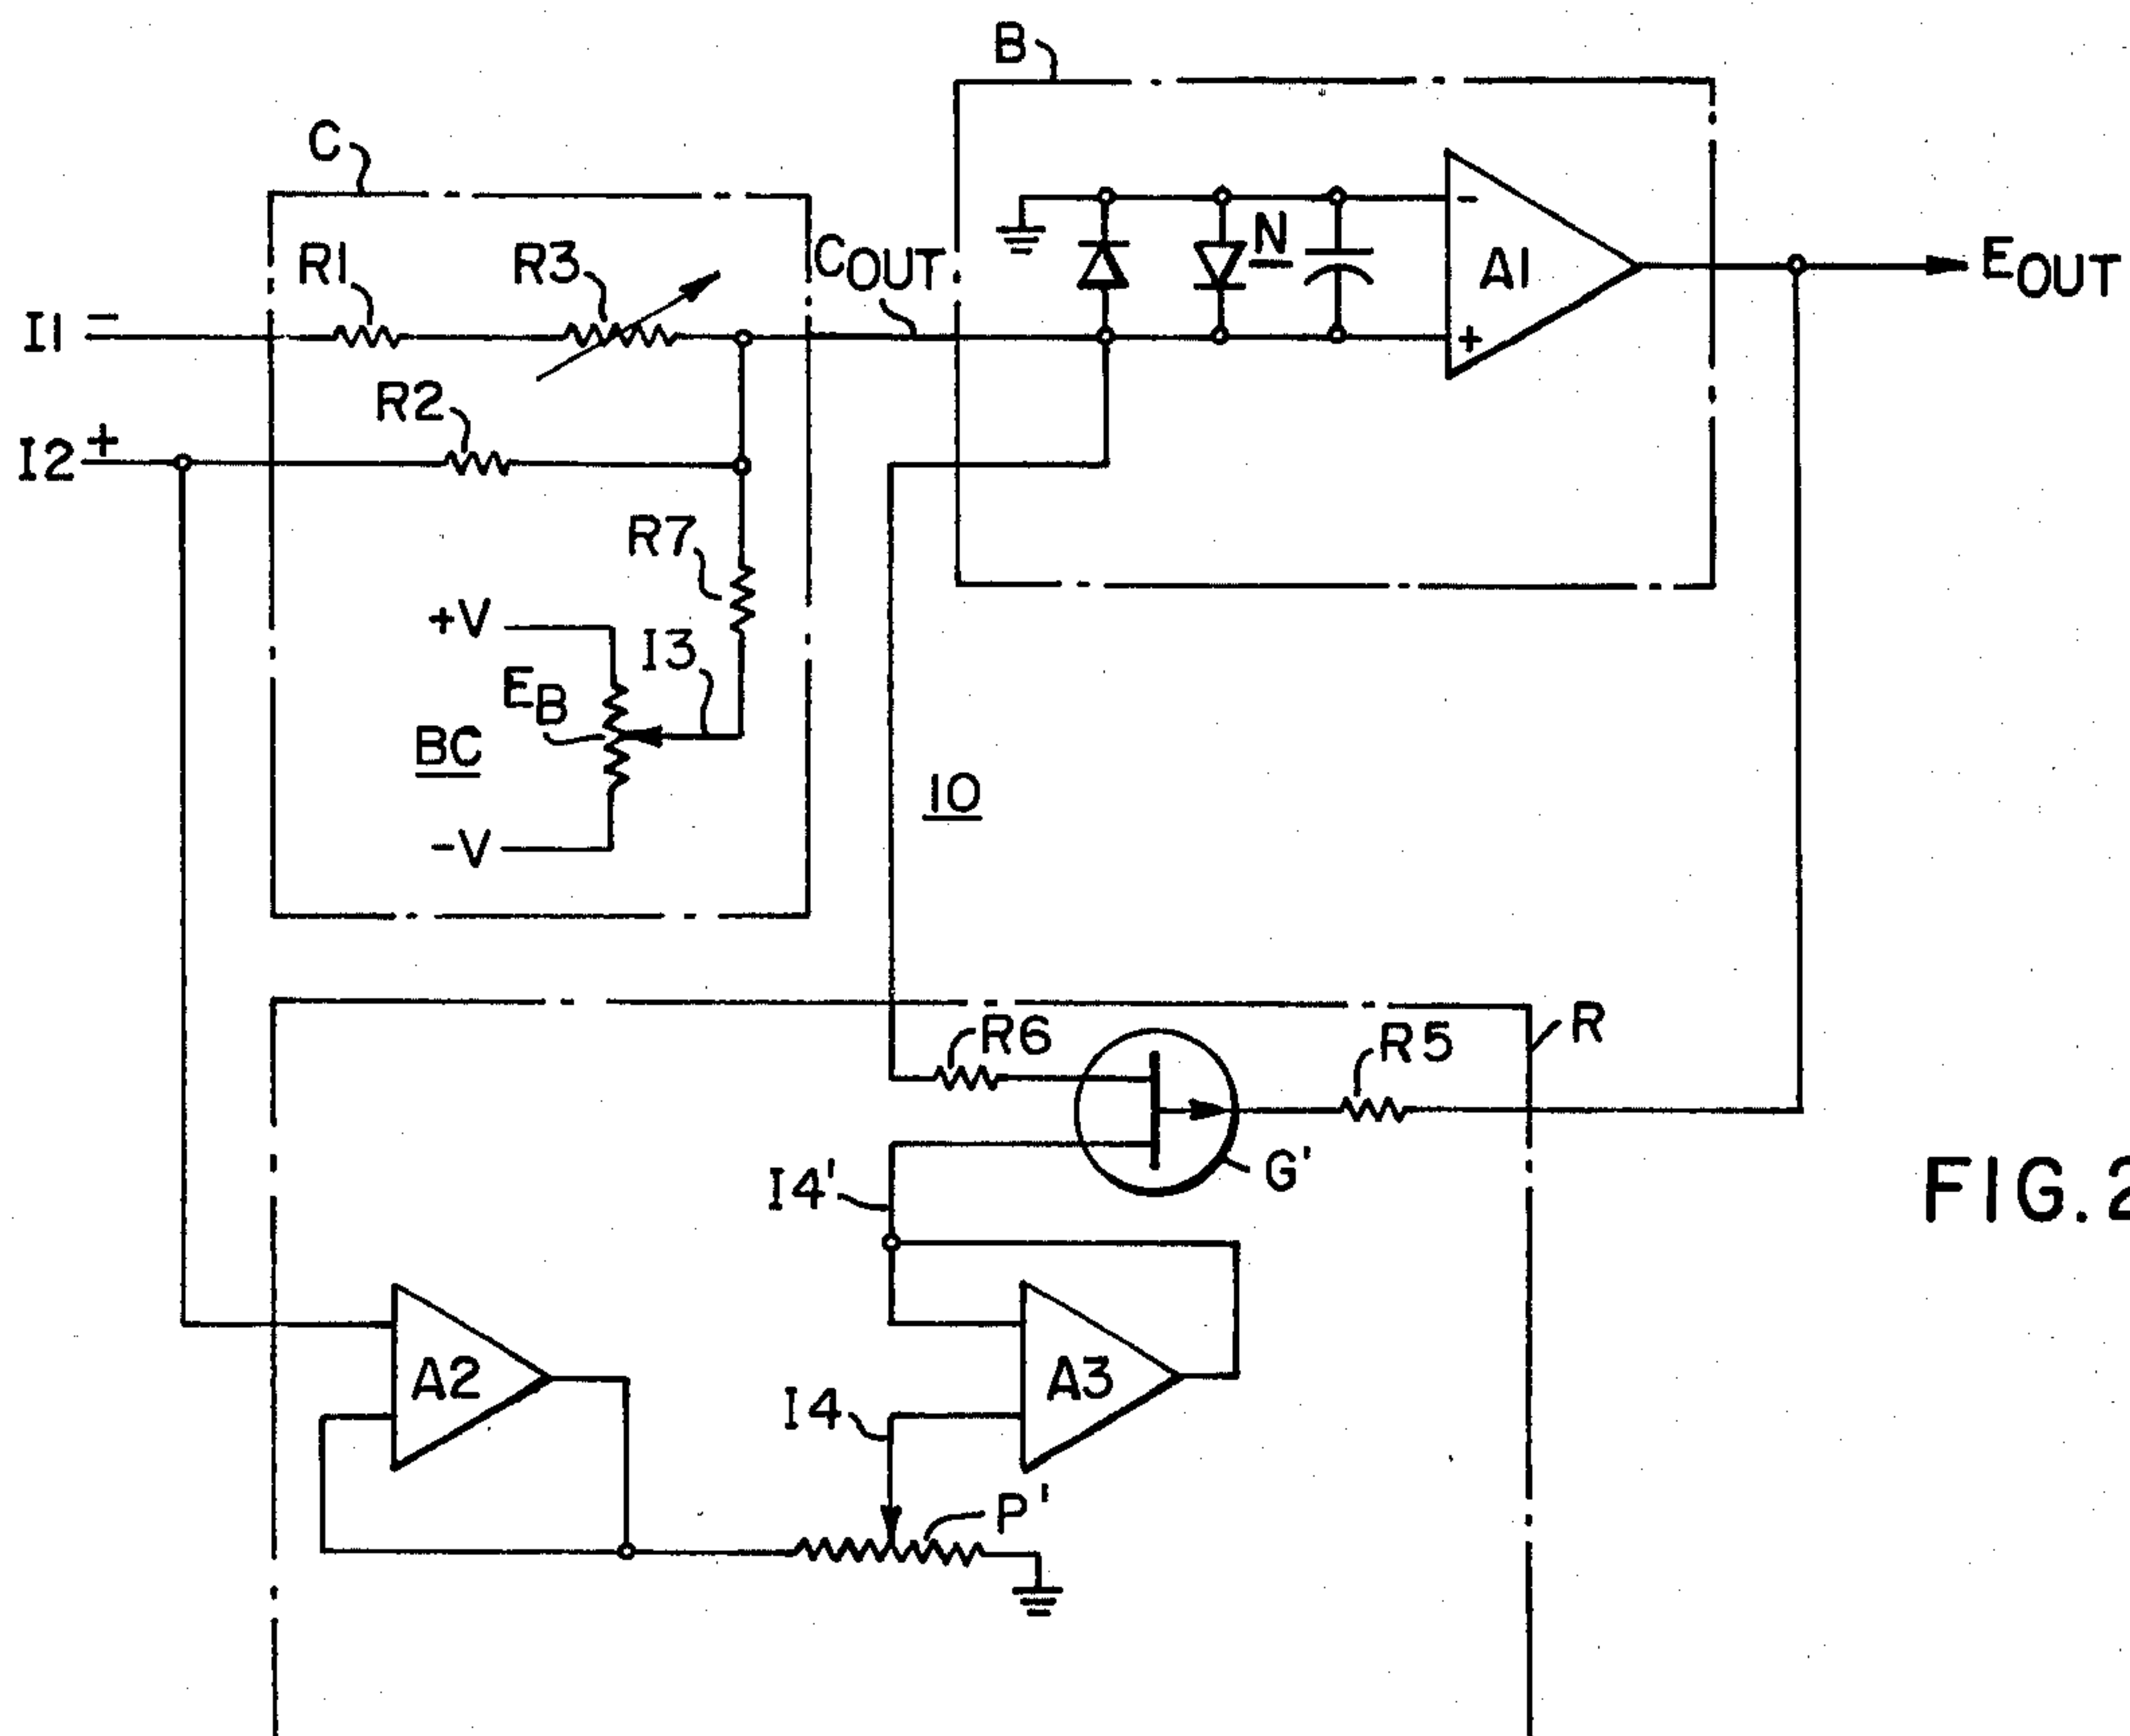 B
C
R1
R3
COUT
N
-
A1
+
EOUT
I1 -
R2
I2 +
R7
+V
I3
EB
BC
-V
10
R6
R5
R
I4'
G'
FIG. 2
A2
A3
I4
P'